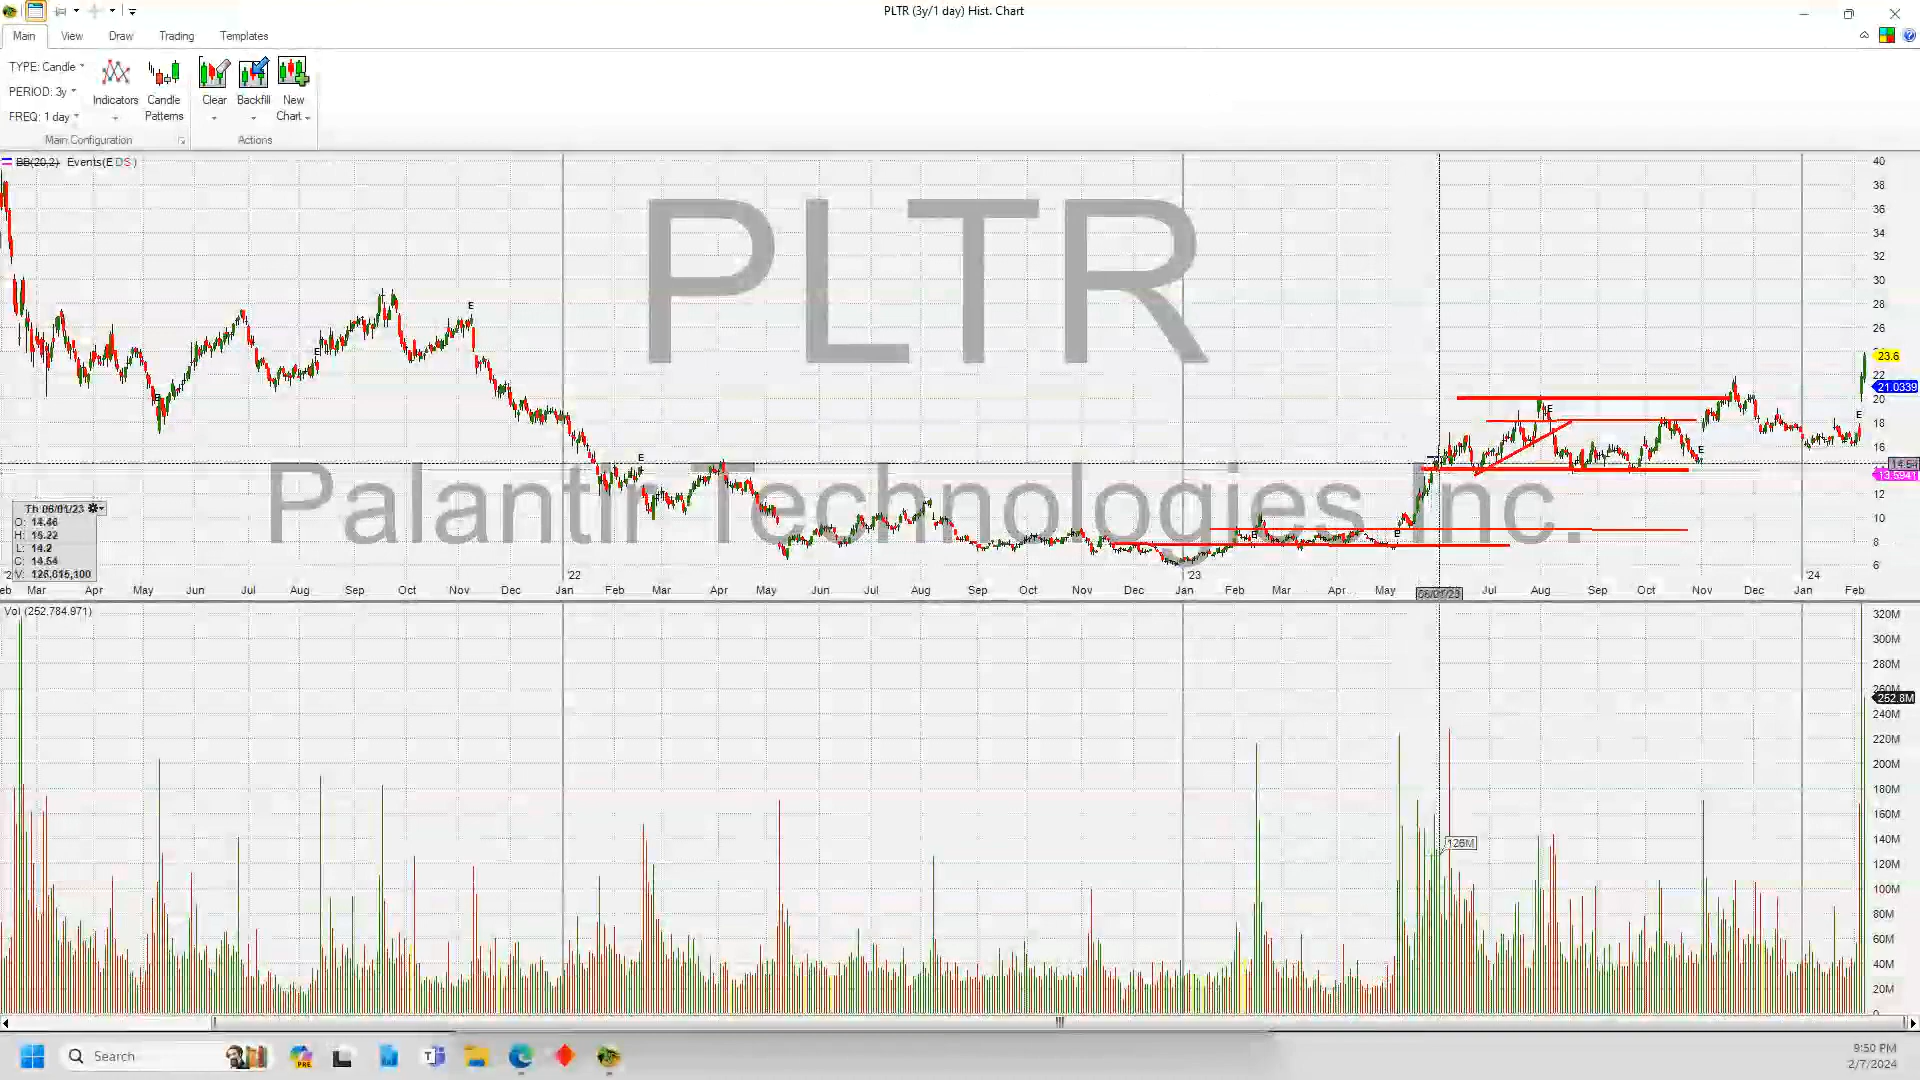 PLTR (3y/1 day) Hist. Chart
Main View Draw Trading Templates
TYPE: Candle
PERIOD: 3y
FREQ: 1 day
Indicators
Candle Patterns
Clear
Backfill
New Chart
Main Configuration
Actions
BB(20,2) Events(E D S )
PLTR
Palantir Technologies Inc.
40
38
36
34
32
30
28
26
23.6
22
21.0339
20
18
16
14.54
13.5941
12
10
8
6
E E E E E E E E E
Th 06/01/23
O: 14.46
H: 15.22
L: 14.2
C: 14.54
V: 126,615,100
'22 '23 '24
Mar Apr May Jun Jul Aug Sep Oct Nov Dec Jan Feb Mar Apr May Jun Jul Aug Sep Oct Nov Dec Jan Feb Mar Apr May 06/01/23 Jul Aug Sep Oct Nov Dec Jan Feb
Vol (252,784,971)
320M
300M
280M
260M
252.8M
240M
220M
200M
180M
160M
140M
126M
120M
100M
80M
60M
40M
20M
Search
PRE
9:50 PM
2/7/2024